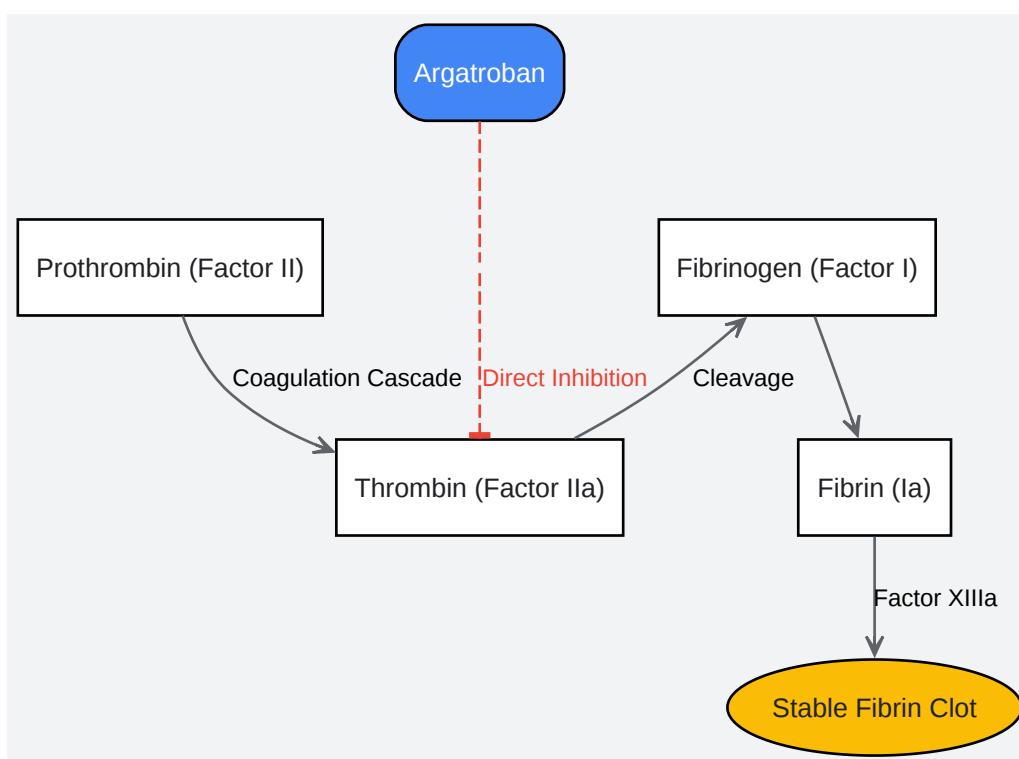 Argatroban
Prothrombin (Factor II)
Fibrinogen (Factor I)
Coagulation Cascade
Direct Inhibition
Cleavage
Thrombin (Factor IIa)
Fibrin (Ia)
Factor XIIIa
Stable Fibrin Clot